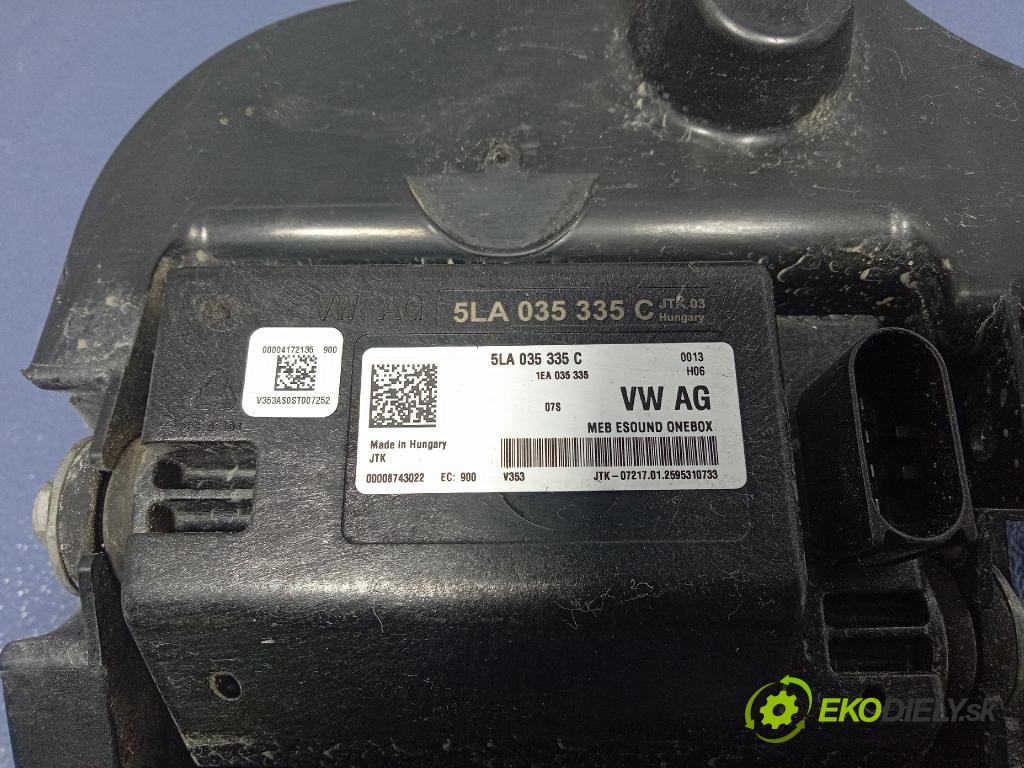 VW AG
5LA 035 335 C
JTK 03
Hungary
00004172135 900
V353AS0ST007252
5LA 035 335 C
0013
1EA 035 335
H06
07S
VW AG
MEB ESOUND ONEBOX
Made in Hungary
JTK
00008743022 EC: 900 V353 JTK-07217.01.2595310733
EKODIELY.sk